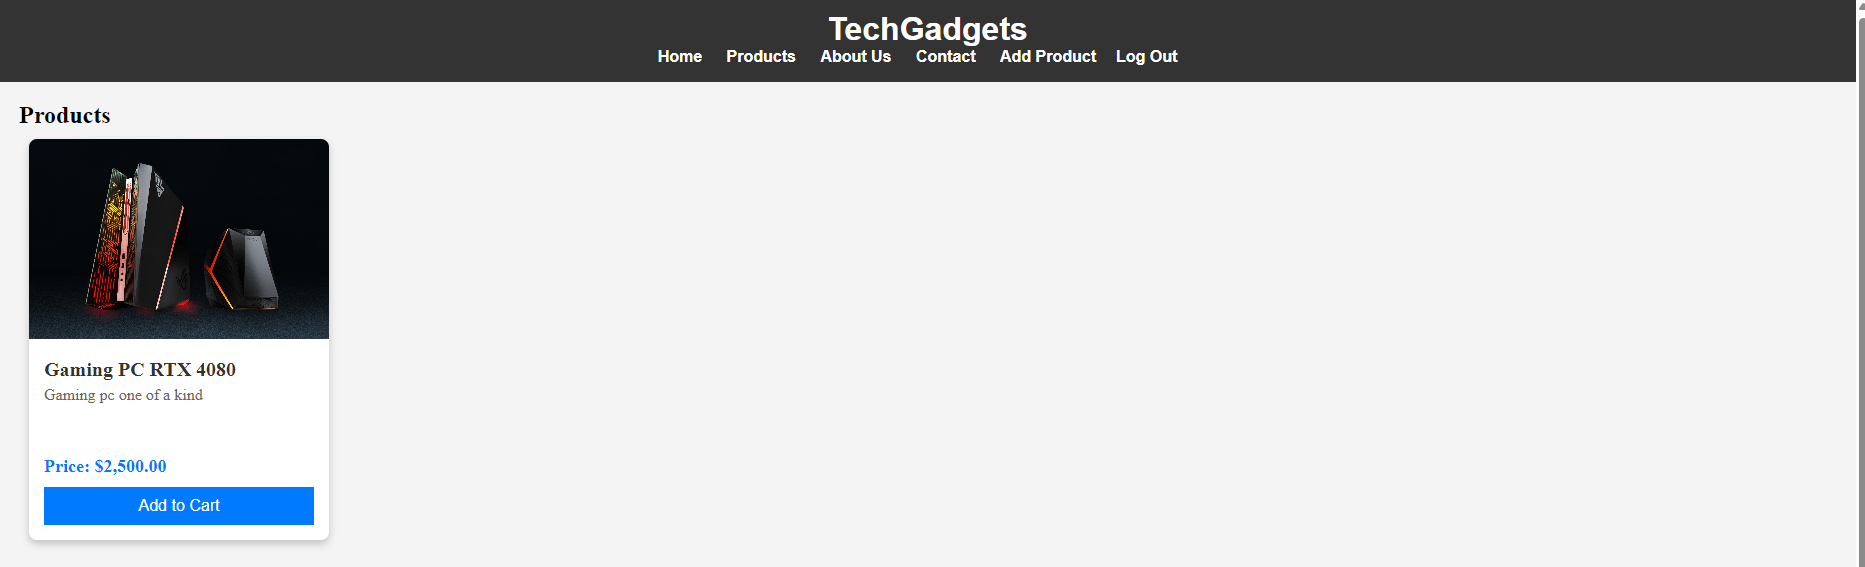 TechGadgets
Home Products About Us Contact Add Product Log Out
Products
Gaming PC RTX 4080
Gaming pc one of a kind
Price: $2,500.00
Add to Cart